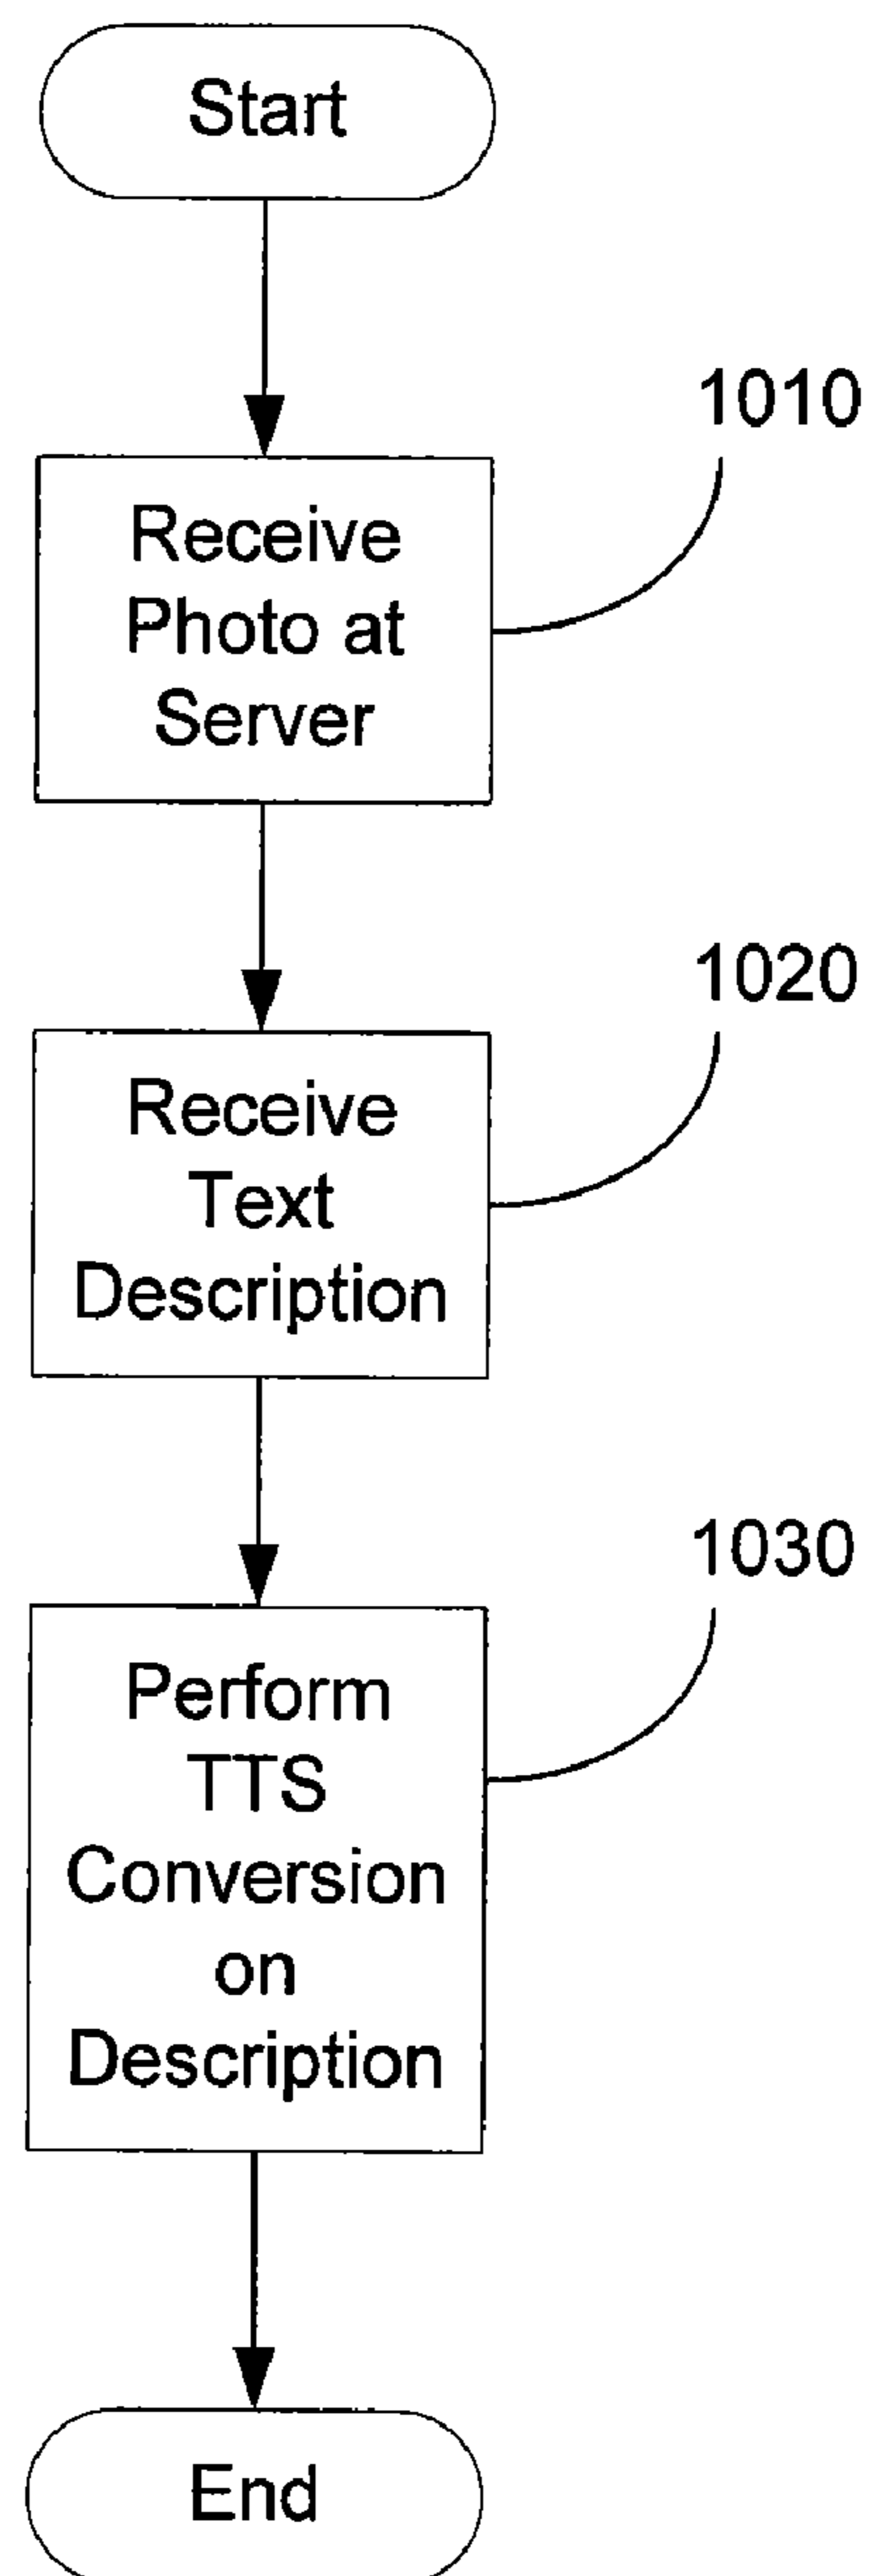 Start
1010
Receive
Photo at
Server
1020
Receive
Text
Description
1030
Perform
TTS
Conversion
on
Description
End